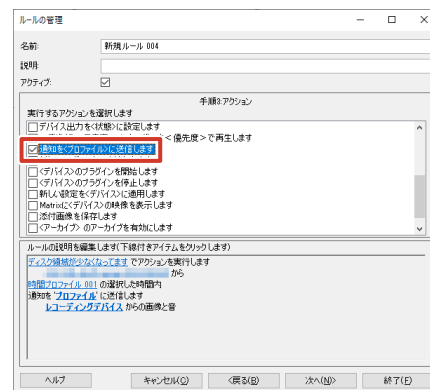 ルールの管理
名前: 新規ルール 004
説明:
アクティブ:
手順3:アクション
実行するアクションを選択します
デバイス出力を<状態>に設定します
<優先度>で再生します
通知を<プロファイル>に送信します
<デバイス>のプラグインを開始します
<デバイス>のプラグインを停止します
新しい設定を<デバイス>に適用します
Matrixに<デバイス>の映像を表示します
添付画像を保存します
<アーカイブ> のアーカイブを有効にします
ルールの説明を編集します(下線付きアイテムをクリックします)
ディスク領域が少なくなってます でアクションを実行します
から
時間プロファイル 001 の選択した時間内
通知を 'プロファイル' に送信します
レコーディングデバイス からの画像と音
ヘルプ キャンセル(C) <戻る(B) 次へ(N)> 終了(F)